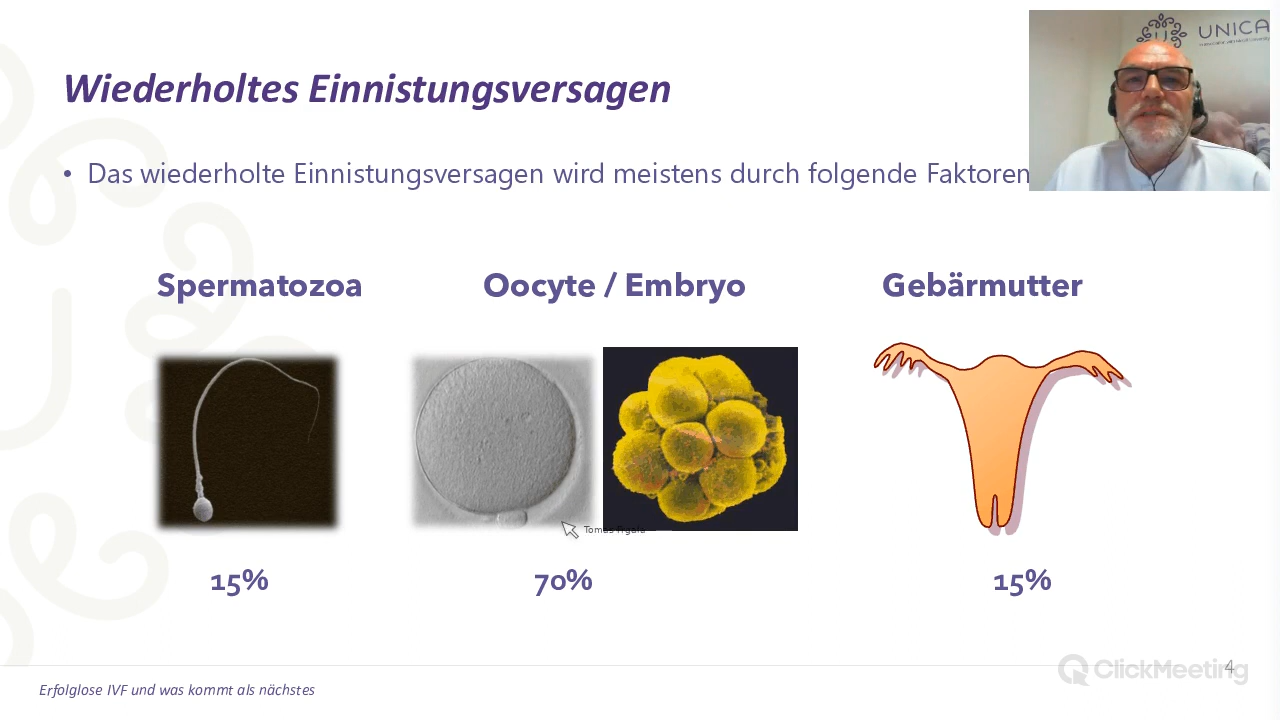 UNICA
Wiederholtes Einnistungsversagen
• Das wiederholte Einnistungsversagen wird meistens durch folgende Faktoren
Spermatozoa
Oocyte / Embryo
Gebärmutter
15%
70%
15%
ClickMeeting
4
Erfolglose IVF und was kommt als nächstes